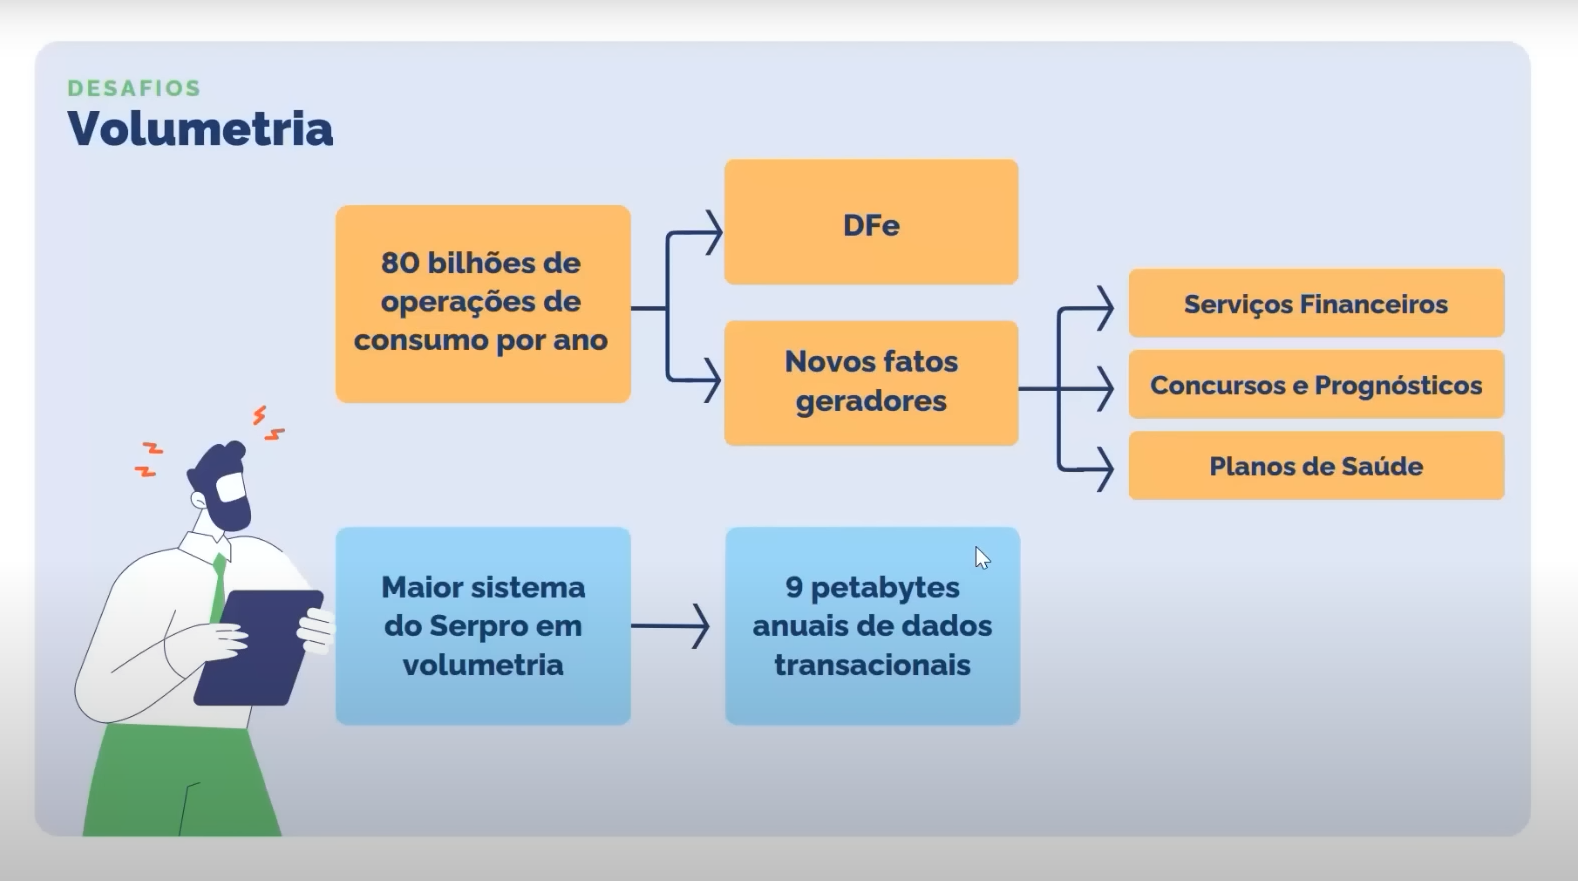 DESAFIOS
Volumetria
80 bilhões de
operações de
consumo por ano
DFe
Novos fatos
geradores
Serviços Financeiros
Concursos e Prognósticos
Planos de Saúde
Maior sistema
do Serpro em
volumetria
9 petabytes
anuais de dados
transacionais